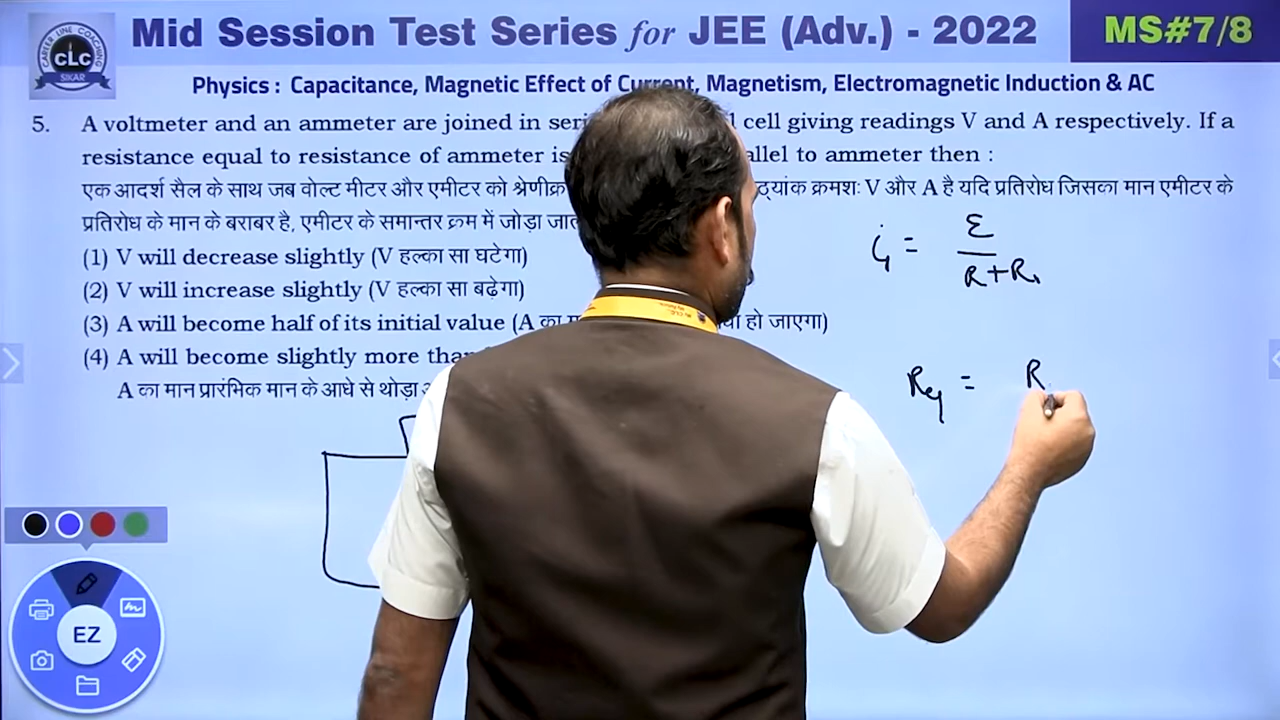 CAREER LINE COACHING
CLC
SIKAR
Mid Session Test Series for JEE (Adv.) - 2022
MS#7/8
Physics : Capacitance, Magnetic Effect of Current, Magnetism, Electromagnetic Induction & AC
5. A voltmeter and an ammeter are joined in seri cell giving readings V and A respectively. If a
resistance equal to resistance of ammeter is allel to ammeter then :
एक आदर्श सैल के साथ जब वोल्ट मीटर और एमीटर को श्रेणीक्र ठ्यांक क्रमशः V और A है यदि प्रतिरोध जिसका मान एमीटर के
प्रतिरोध के मान के बराबर है, एमीटर के समान्तर क्रम में जोड़ा जात
(1) V will decrease slightly (V हल्का सा घटेगा)
(2) V will increase slightly (V हल्का सा बढ़ेगा)
(3) A will become half of its initial value (A का हो जाएगा)
(4) A will become slightly more than
A का मान प्रारंभिक मान के आधे से थोड़ा
i = ε
R+R₁
Req = R
EZ